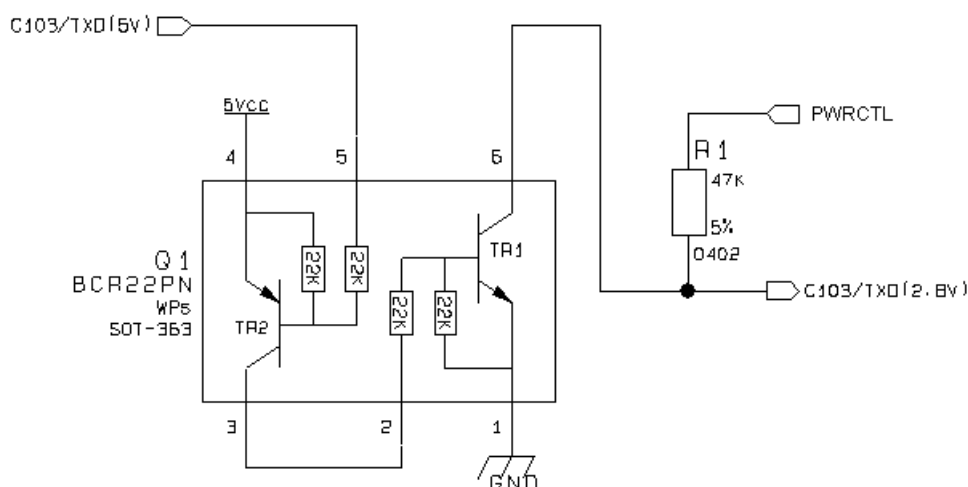 C103/TXD(5V)
5VCC
PWRCTL
4
5
6
R1
47K
5%
0402
Q1
BCR22PN
WPs
SOT-363
22K
22K
TR1
TR2
22K
22K
C103/TXD(2.8V)
3
2
1
GND